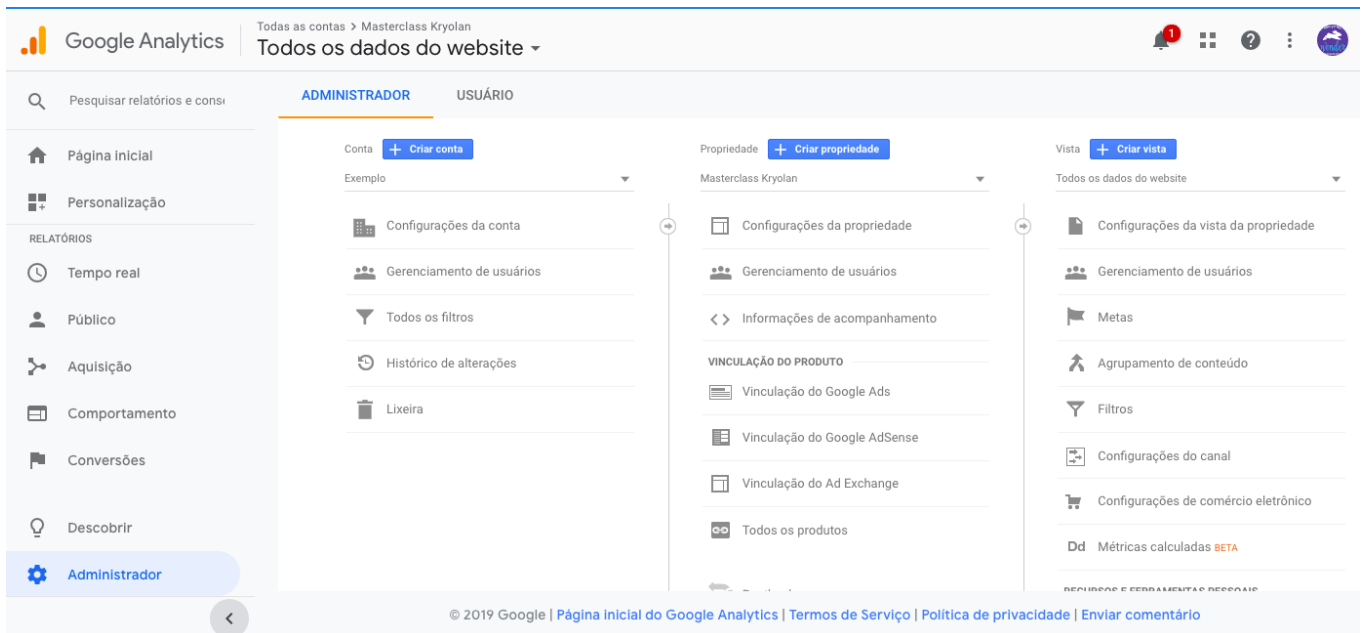 Google Analytics
Todas as contas > Masterclass Kryolan
Todos os dados do website
1
Pesquisar relatórios e conse
Página inicial
Personalização
RELATÓRIOS
Tempo real
Público
Aquisição
Comportamento
Conversões
Descobrir
Administrador
ADMINISTRADOR
USUÁRIO
Conta
+ Criar conta
Exemplo
Configurações da conta
Gerenciamento de usuários
Todos os filtros
Histórico de alterações
Lixeira
Propriedade
+ Criar propriedade
Masterclass Kryolan
Configurações da propriedade
Gerenciamento de usuários
<> Informações de acompanhamento
VINCULAÇÃO DO PRODUTO
Vinculação do Google Ads
Vinculação do Google AdSense
Vinculação do Ad Exchange
Todos os produtos
Vista
+ Criar vista
Todos os dados do website
Configurações da vista da propriedade
Gerenciamento de usuários
Metas
Agrupamento de conteúdo
Filtros
Configurações do canal
Configurações de comércio eletrônico
Dd Métricas calculadas BETA
RECURSOS E FERRAMENTAS PESSOAIS
© 2019 Google | Página inicial do Google Analytics | Termos de Serviço | Política de privacidade | Enviar comentário